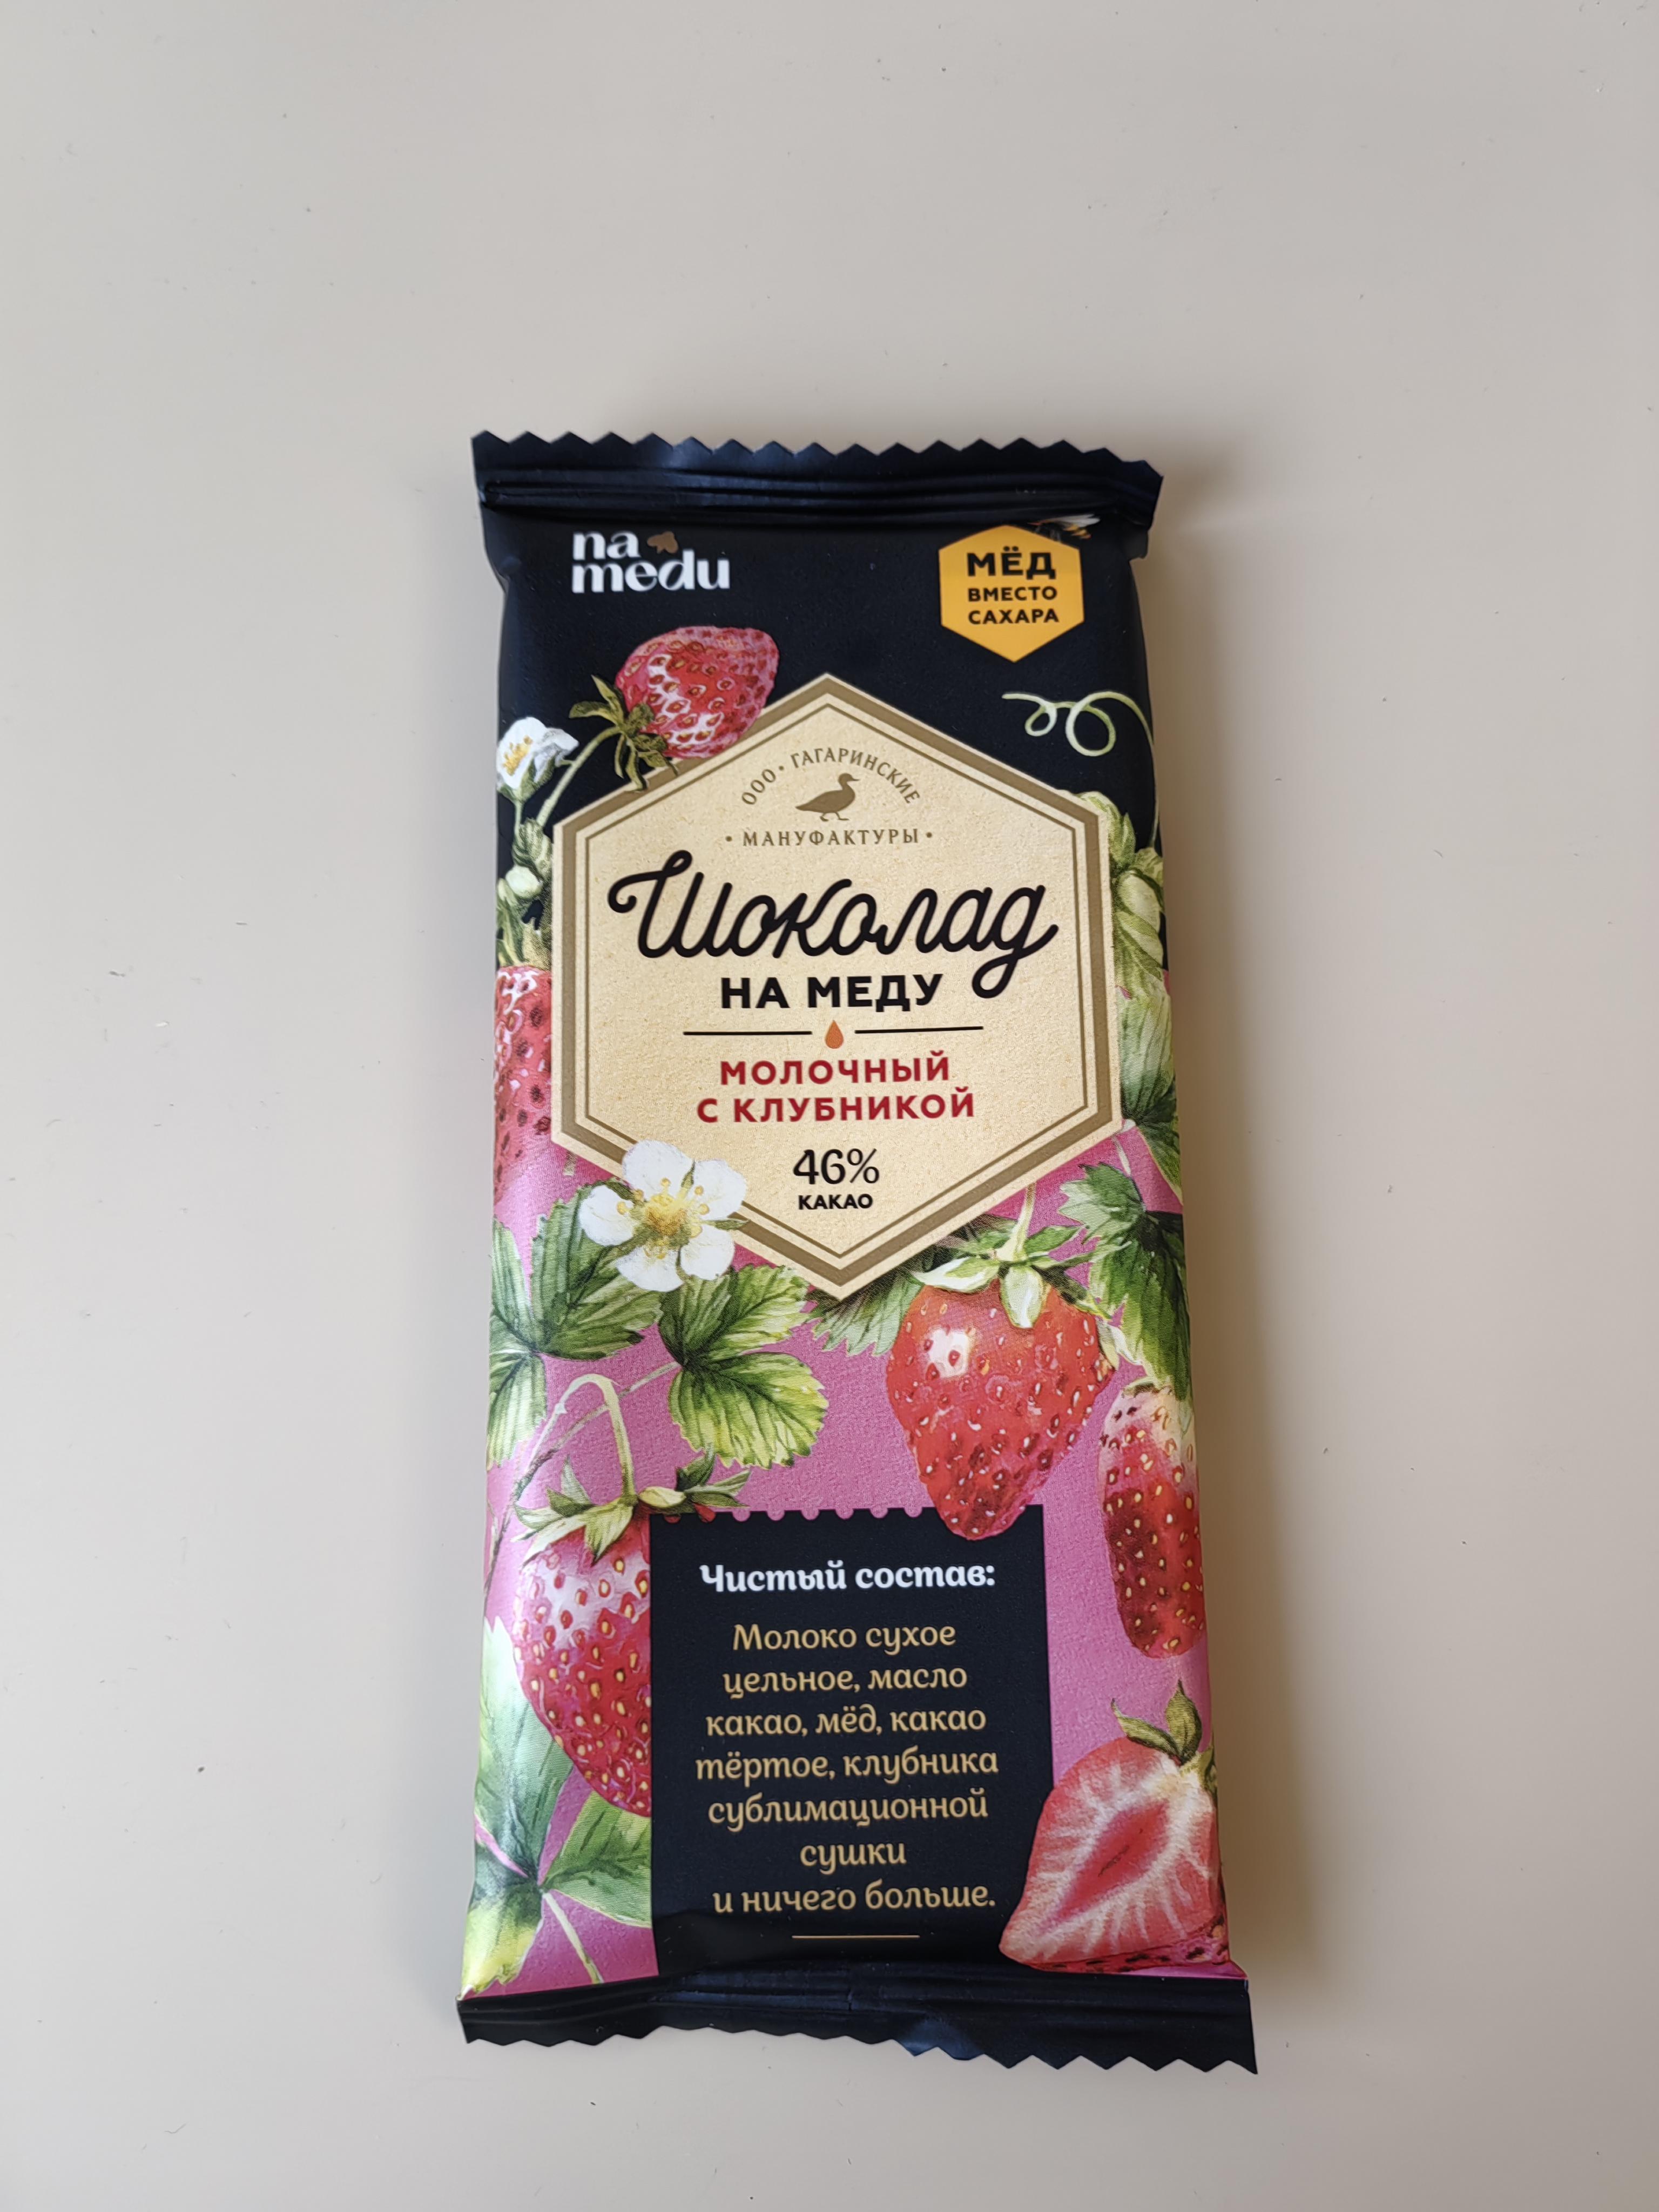 na
medu
МЁД
ВМЕСТО
САХАРА
ООО • ГАГАРИНСКИЕ
• МАНУФАКТУРЫ •
Шоколад
НА МЕДУ
МОЛОЧНЫЙ
С КЛУБНИКОЙ
46%
КАКАО
Чистый состав:
Молоко сухое
цельное, масло
какао, мёд, какао
тёртое, клубника
сублимационной
сушки
и ничего больше.